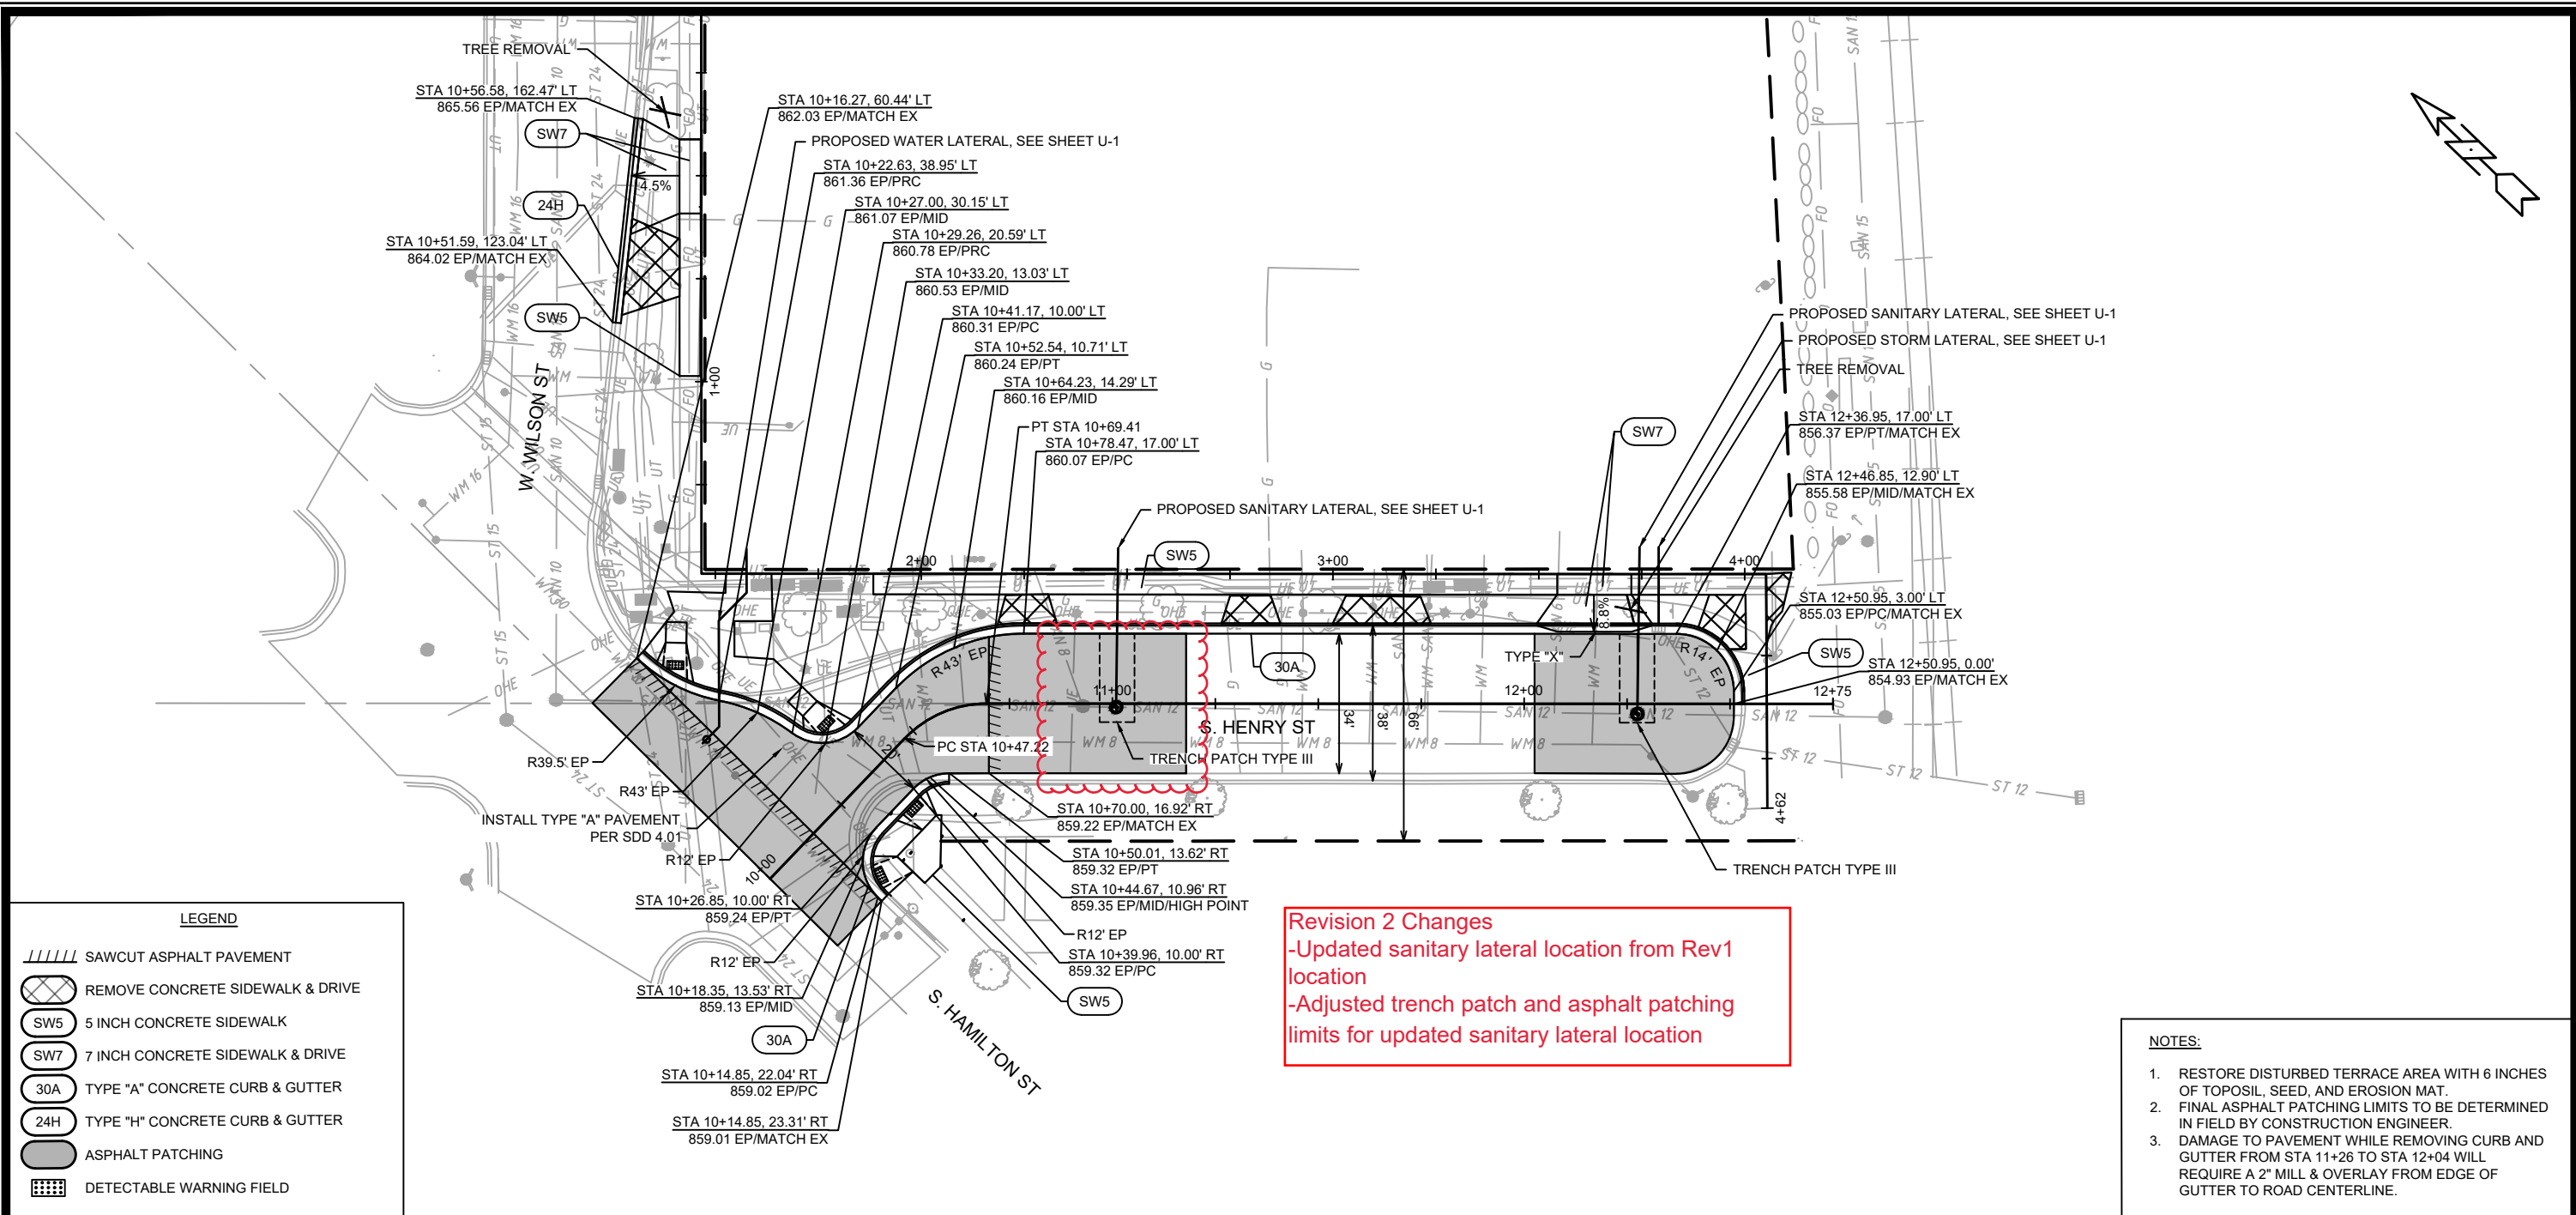 TREE REMOVAL
STA 10+56.58, 162.47' LT
865.56 EP/MATCH EX
SW7
4.5%
24H
STA 10+51.59, 123.04' LT
864.02 EP/MATCH EX
SW5
W. WILSON ST
1+00
STA 10+16.27, 60.44' LT
862.03 EP/MATCH EX
PROPOSED WATER LATERAL, SEE SHEET U-1
STA 10+22.63, 38.95' LT
861.36 EP/PRC
STA 10+27.00, 30.15' LT
861.07 EP/MID
STA 10+29.26, 20.59' LT
860.78 EP/PRC
STA 10+33.20, 13.03' LT
860.53 EP/MID
STA 10+41.17, 10.00' LT
860.31 EP/PC
STA 10+52.54, 10.71' LT
860.24 EP/PT
STA 10+64.23, 14.29' LT
860.16 EP/MID
PT STA 10+69.41
STA 10+78.47, 17.00' LT
860.07 EP/PC
PROPOSED SANITARY LATERAL, SEE SHEET U-1
SW5
SW7
PROPOSED SANITARY LATERAL, SEE SHEET U-1
PROPOSED STORM LATERAL, SEE SHEET U-1
TREE REMOVAL
STA 12+36.95, 17.00' LT
856.37 EP/PT/MATCH EX
STA 12+46.85, 12.90' LT
855.58 EP/MID/MATCH EX
STA 12+50.95, 3.00' LT
855.03 EP/PC/MATCH EX
SW5
STA 12+50.95, 0.00'
854.93 EP/MATCH EX
2+00
3+00
4+00
8.8%
R43' EP
30A
TYPE "X"
R14' EP
11+00
12+00
12+75
34'
38'
66'
S. HENRY ST
4+62
20'
PC STA 10+47.22
TRENCH PATCH TYPE III
R39.5' EP
R43' EP
INSTALL TYPE "A" PAVEMENT
PER SDD 4.01
R12' EP
10+00
STA 10+26.85, 10.00' RT
859.24 EP/PT
R12' EP
STA 10+18.35, 13.53' RT
859.13 EP/MID
30A
STA 10+14.85, 22.04' RT
859.02 EP/PC
STA 10+14.85, 23.31' RT
859.01 EP/MATCH EX
STA 10+70.00, 16.92' RT
859.22 EP/MATCH EX
STA 10+50.01, 13.62' RT
859.32 EP/PT
STA 10+44.67, 10.96' RT
859.35 EP/MID/HIGH POINT
R12' EP
STA 10+39.96, 10.00' RT
859.32 EP/PC
SW5
S. HAMILTON ST
TRENCH PATCH TYPE III
Revision 2 Changes
-Updated sanitary lateral location from Rev1
location
-Adjusted trench patch and asphalt patching
limits for updated sanitary lateral location
LEGEND
SAWCUT ASPHALT PAVEMENT
REMOVE CONCRETE SIDEWALK & DRIVE
SW5 5 INCH CONCRETE SIDEWALK
SW7 7 INCH CONCRETE SIDEWALK & DRIVE
30A TYPE "A" CONCRETE CURB & GUTTER
24H TYPE "H" CONCRETE CURB & GUTTER
ASPHALT PATCHING
DETECTABLE WARNING FIELD
NOTES:
1. RESTORE DISTURBED TERRACE AREA WITH 6 INCHES
OF TOPOSIL, SEED, AND EROSION MAT.
2. FINAL ASPHALT PATCHING LIMITS TO BE DETERMINED
IN FIELD BY CONSTRUCTION ENGINEER.
3. DAMAGE TO PAVEMENT WHILE REMOVING CURB AND
GUTTER FROM STA 11+26 TO STA 12+04 WILL
REQUIRE A 2" MILL & OVERLAY FROM EDGE OF
GUTTER TO ROAD CENTERLINE.